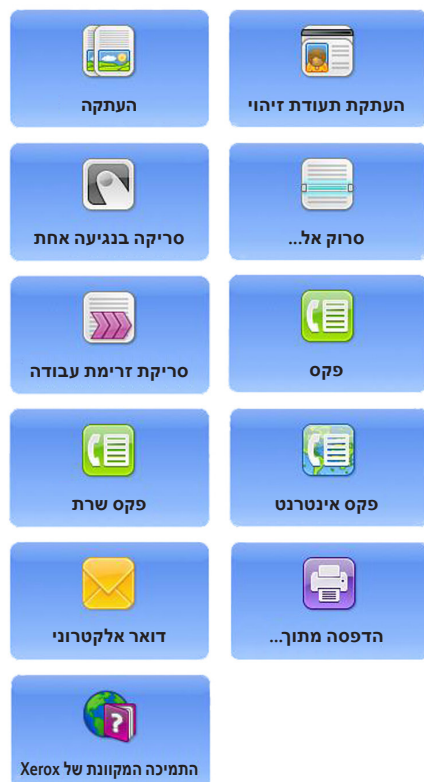 העתקת תעודת זיהוי
העתקה
סרוק אל...
סריקה בנגיעה אחת
פקס
סריקת זרימת עבודה
פקס אינטרנט
פקס שרת
הדפסה מתוך...
דואר אלקטרוני
התמיכה המקוונת של Xerox